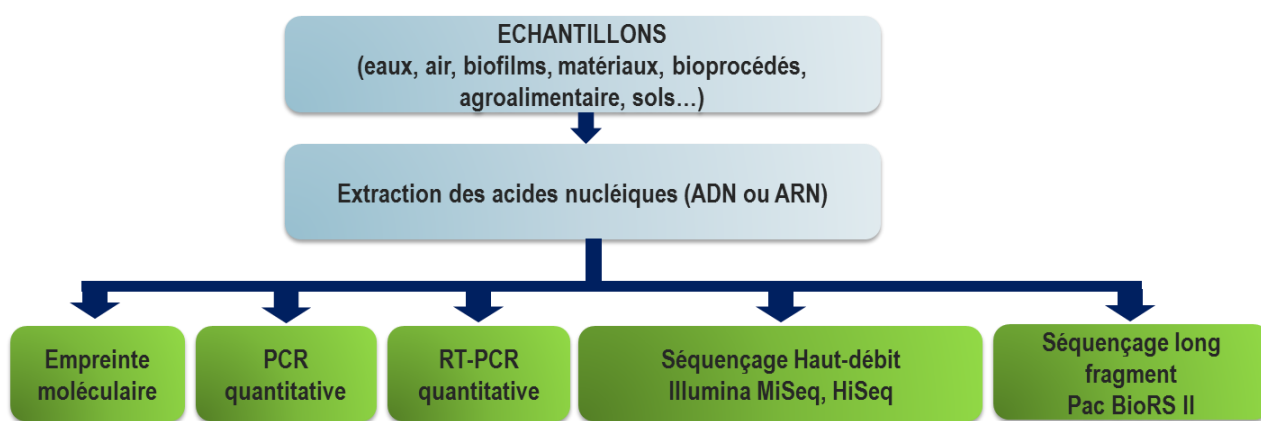 ECHANTILLONS
(eaux, air, biofilms, matériaux, bioprocédés,
agroalimentaire, sols…)
Extraction des acides nucléiques (ADN ou ARN)
Empreinte
moléculaire
PCR
quantitative
RT-PCR
quantitative
Séquençage Haut-débit
Illumina MiSeq, HiSeq
Séquençage long
fragment
Pac BioRS II